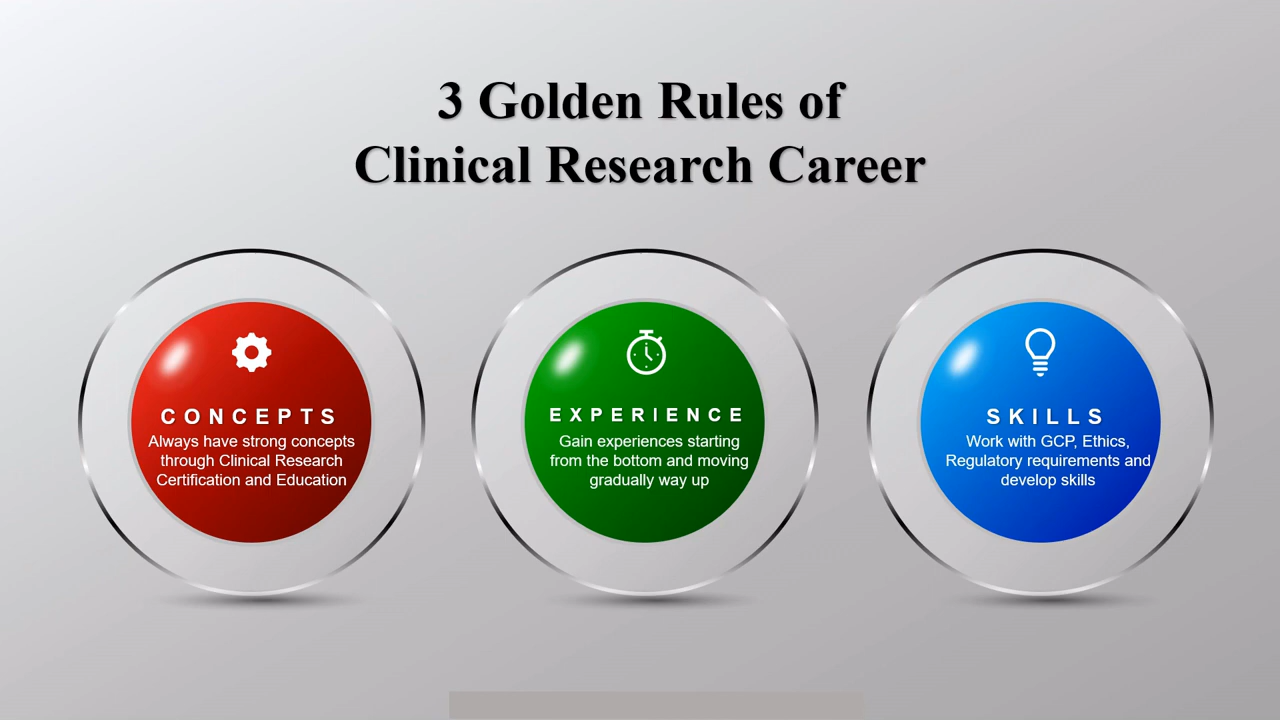 3 Golden Rules of
Clinical Research Career
CONCEPTS
Always have strong concepts
through Clinical Research
Certification and Education
EXPERIENCE
Gain experiences starting
from the bottom and moving
gradually way up
SKILLS
Work with GCP, Ethics,
Regulatory requirements and
develop skills